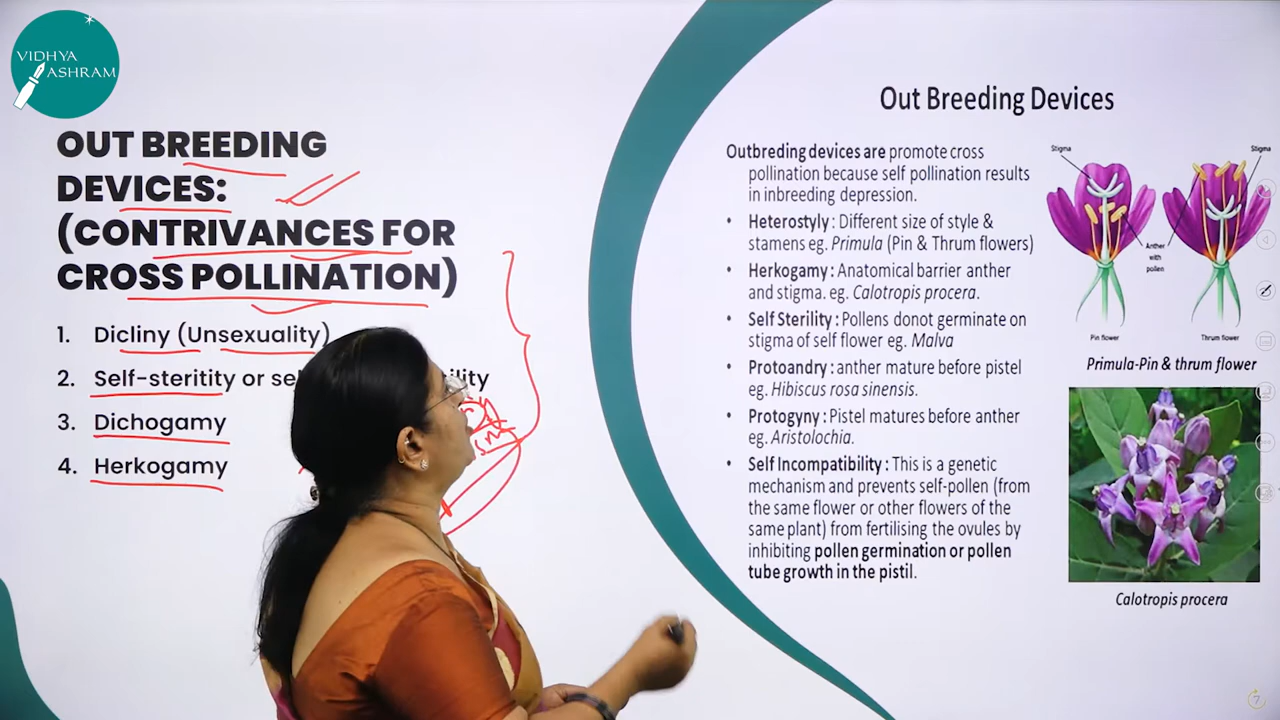 VIDHYA
ASHRAM
OUT BREEDING
DEVICES:
(CONTRIVANCES FOR
CROSS POLLINATION)
1. Dicliny (Unsexuality)
2. Self-steritity or se ility
3. Dichogamy
4. Herkogamy
Out Breeding Devices
Outbreding devices are promote cross
pollination because self pollination results
in inbreeding depression.
• Heterostyly : Different size of style &
stamens eg. Primula (Pin & Thrum flowers)
• Herkogamy : Anatomical barrier anther
and stigma. eg. Calotropis procera.
• Self Sterility : Pollens donot germinate on
stigma of self flower eg. Malva
• Protoandry : anther mature before pistel
eg. Hibiscus rosa sinensis.
• Protogyny : Pistel matures before anther
eg. Aristolochia.
• Self Incompatibility : This is a genetic
mechanism and prevents self-pollen (from
the same flower or other flowers of the
same plant) from fertilising the ovules by
inhibiting pollen germination or pollen
tube growth in the pistil.
Stigma
Stigma
Anther
with
pollen
Pin flower
Thrum flower
Primula-Pin & thrum flower
Calotropis procera
7